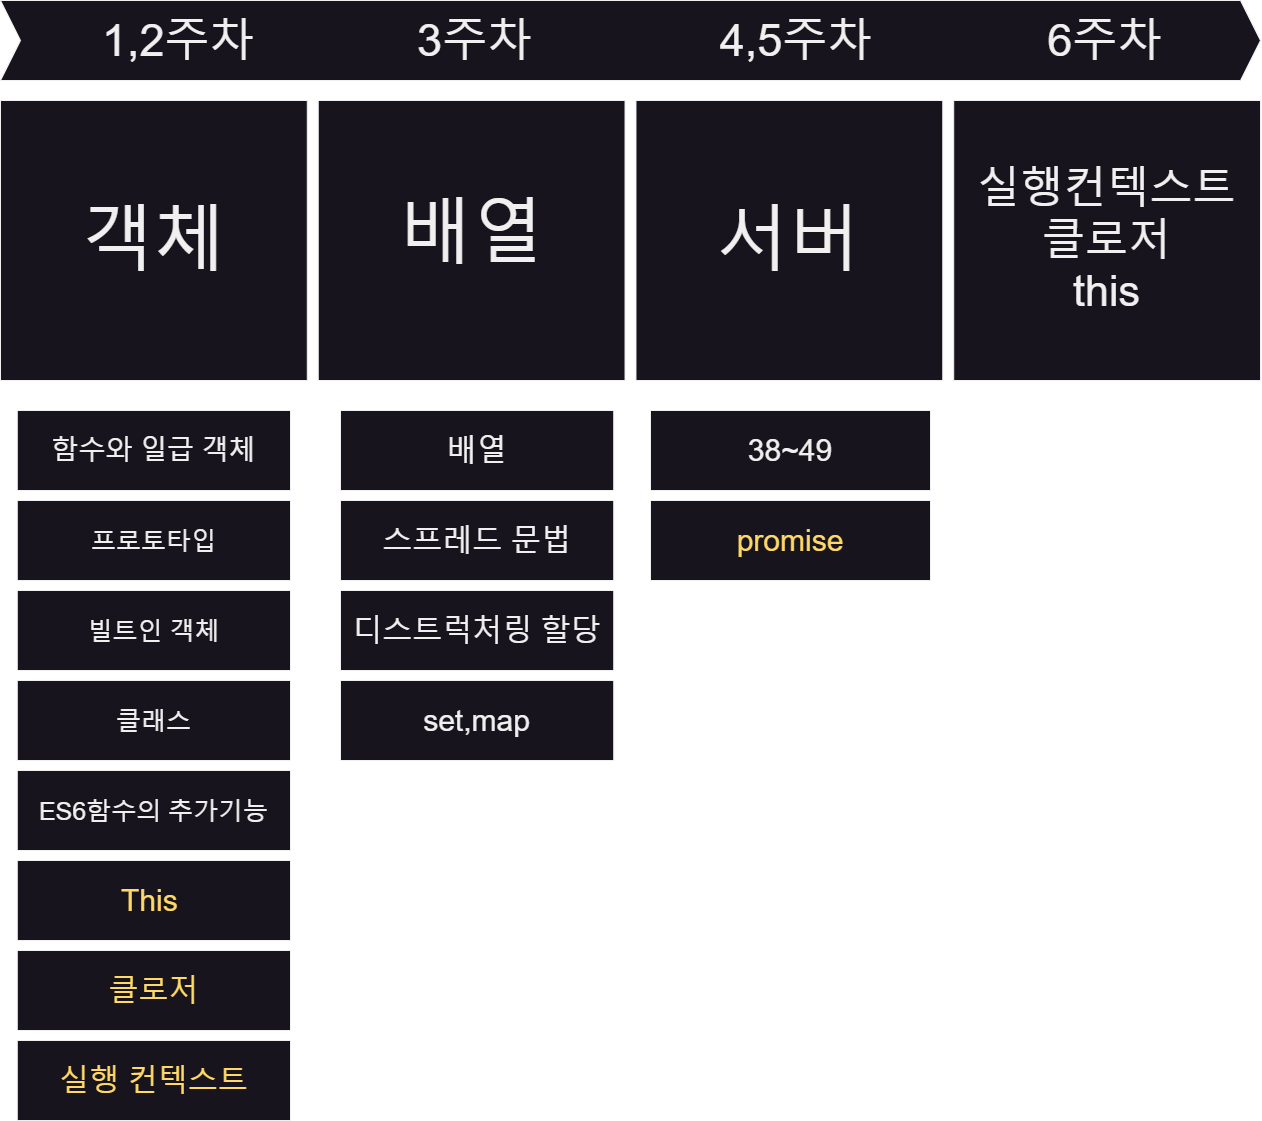 1,2주차
3주차
4,5주차
6주차
객체
배열
서버
실행컨텍스트
클로저
this
함수와 일급 객체
프로토타입
빌트인 객체
클래스
ES6함수의 추가기능
This
클로저
실행 컨텍스트
배열
스프레드 문법
디스트럭처링 할당
set,map
38~49
promise